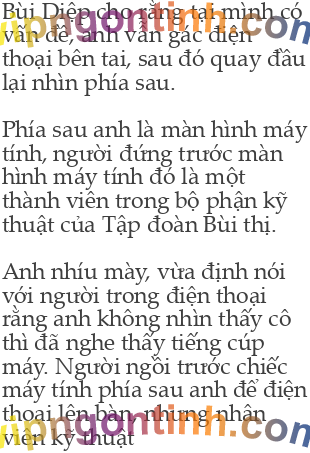 Bùi Diệp cho rằng tai mình có
vấn đề, anh vẫn gác điện
thoại bên tai, sau đó quay đầu
lại nhìn phía sau.
Phía sau anh là màn hình máy
tính, người đứng trước màn
hình máy tính đó là một
thành viên trong bộ phận kỹ
thuật của Tập đoàn Bùi thị.
Anh nhíu mày, vừa định nói
với người trong điện thoại
rằng anh không nhìn thấy cô
thì đã nghe thấy tiếng cúp
máy. Người ngồi trước chiếc
máy tính phía sau anh để điện
thoại lên bàn, nhưng nhân
viên kỹ thuật
vipngontinh.com
vipngontinh.com